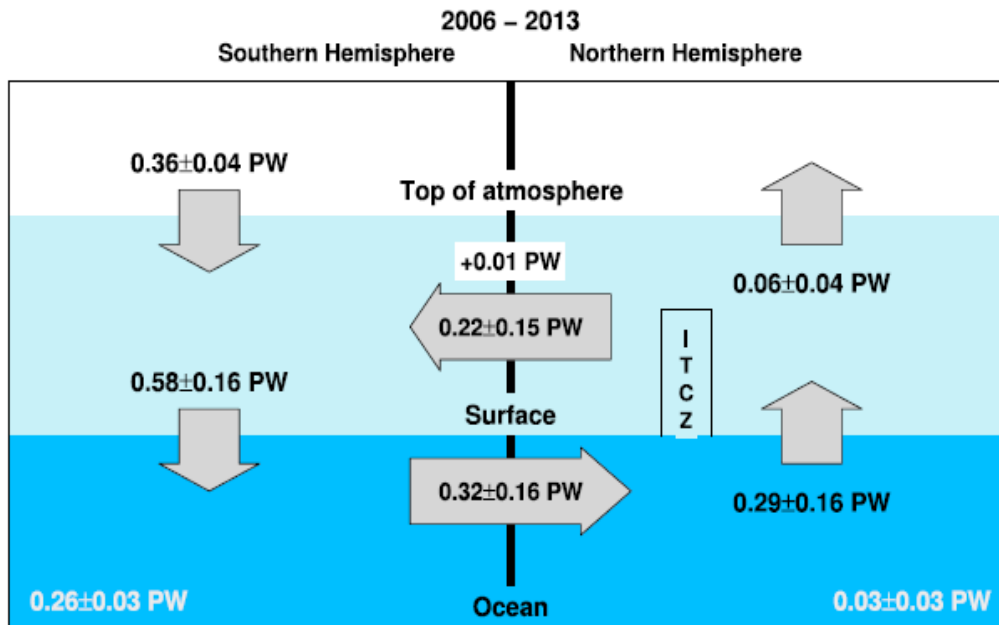 2006 – 2013
Southern Hemisphere Northern Hemisphere
0.36±0.04 PW
Top of atmosphere
+0.01 PW
0.06±0.04 PW
0.22±0.15 PW
I
T
C
Z
0.58±0.16 PW
Surface
0.32±0.16 PW
0.29±0.16 PW
0.26±0.03 PW
Ocean
0.03±0.03 PW